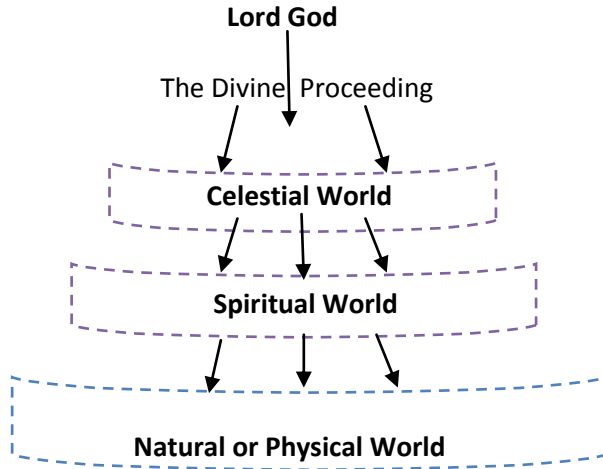 Lord God
The Divine Proceeding
Celestial World
Spiritual World
Natural or Physical World